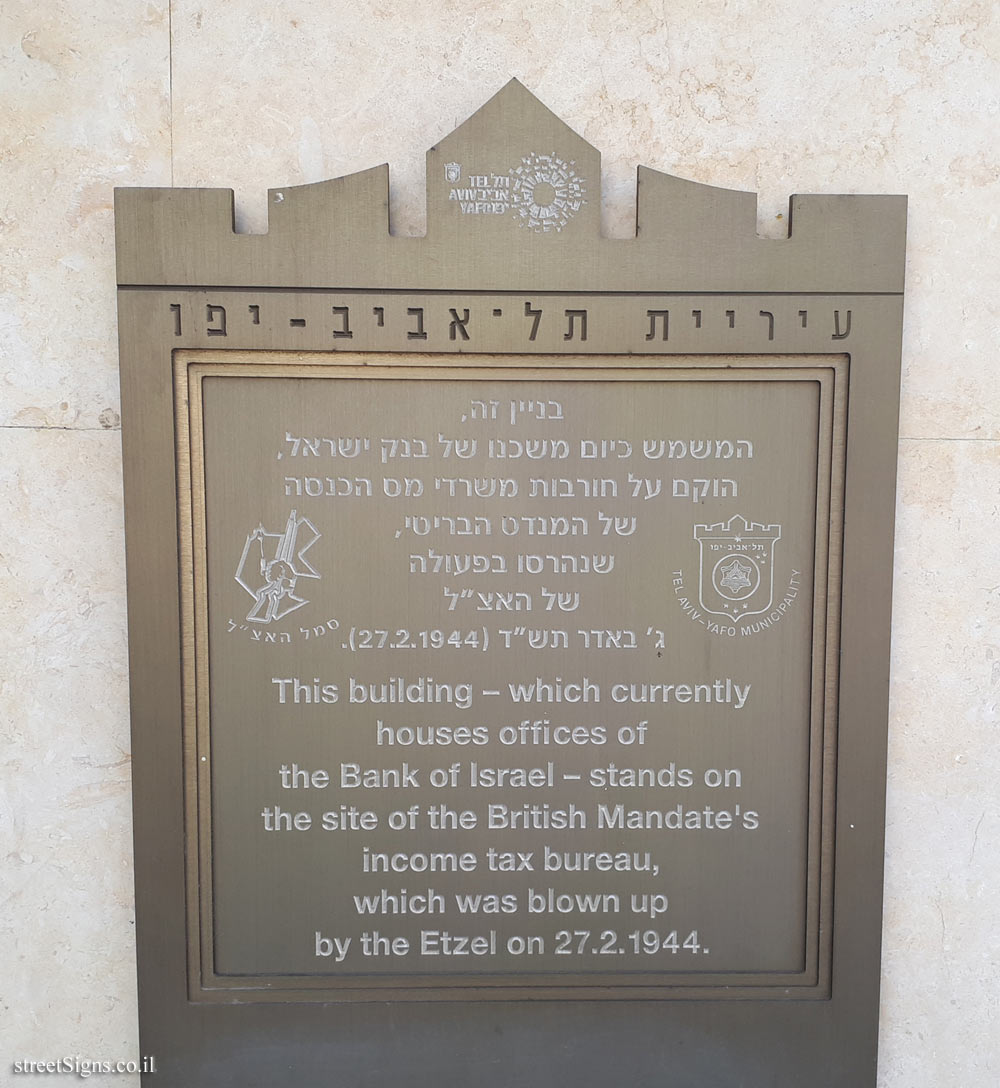 TEL תל
AVIV אביב
YAFO יפו
עיריית תל־אביב-יפו
בניין זה,
המשמש כיום משכנו של בנק ישראל,
הוקם על חורבות משרדי מס הכנסה
של המנדט הבריטי,
שנהרסו בפעולה
של האצ"ל
ג' באדר תש"ד (27.2.1944).
סמל האצ"ל
תל-אביב-יפו
TEL AVIV-YAFO MUNICIPALITY
This building – which currently
houses offices of
the Bank of Israel – stands on
the site of the British Mandate's
income tax bureau,
which was blown up
by the Etzel on 27.2.1944.
streetSigns.co.il